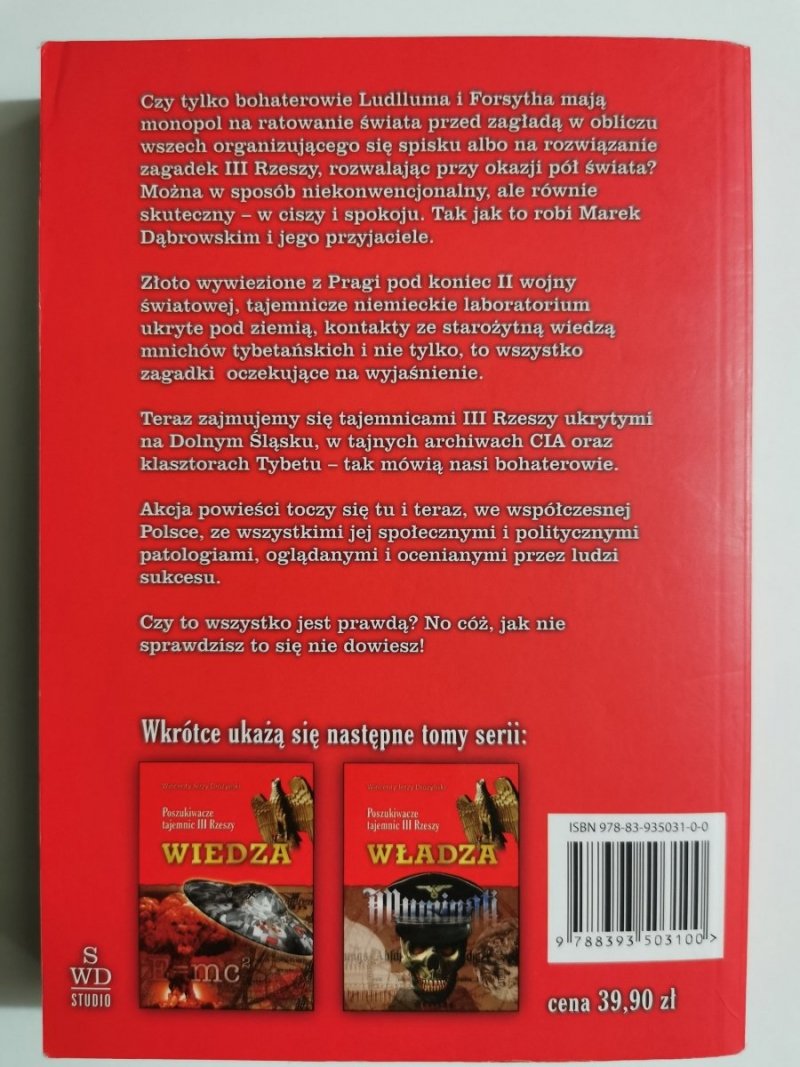 Czy tylko bohaterowie Ludlluma i Forsytha mają
monopol na ratowanie świata przed zagładą w obliczu
wszech organizującego się spisku albo na rozwiązanie
zagadek III Rzeszy, rozwalając przy okazji pół świata?
Można w sposób niekonwencjonalny, ale równie
skuteczny – w ciszy i spokoju. Tak jak to robi Marek
Dąbrowskim i jego przyjaciele.
Złoto wywiezione z Pragi pod koniec II wojny
światowej, tajemnicze niemieckie laboratorium
ukryte pod ziemią, kontakty ze starożytną wiedzą
mnichów tybetańskich i nie tylko, to wszystko
zagadki oczekujące na wyjaśnienie.
Teraz zajmujemy się tajemnicami III Rzeszy ukrytymi
na Dolnym Śląsku, w tajnych archiwach CIA oraz
klasztorach Tybetu – tak mówią nasi bohaterowie.
Akcja powieści toczy się tu i teraz, we współczesnej
Polsce, ze wszystkimi jej społecznymi i politycznymi
patologiami, oglądanymi i ocenianymi przez ludzi
sukcesu.
Czy to wszystko jest prawdą? No cóż, jak nie
sprawdzisz to się nie dowiesz!
Wkrótce ukażą się następne tomy serii:
Wincenty Jerzy
Poszukiwacze
tajemnic III Rzeszy
WIEDZA
E=mc²
Wincenty Jerzy
Poszukiwacze
tajemnic III Rzeszy
WŁADZA
Illuminati
ISBN 978-83-935031-0-0
9 788393 503100 >
S
WD
STUDIO
cena 39,90 zł